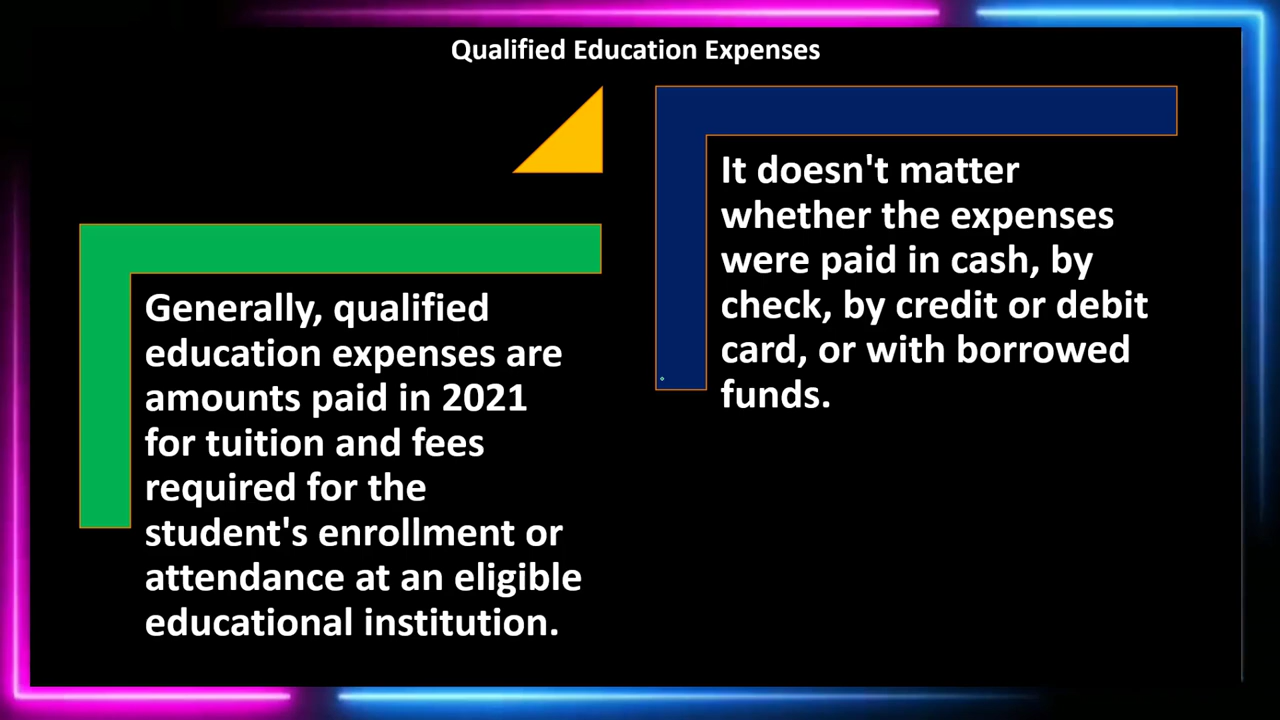 Qualified Education Expenses
Generally, qualified
education expenses are
amounts paid in 2021
for tuition and fees
required for the
student's enrollment or
attendance at an eligible
educational institution.
It doesn't matter
whether the expenses
were paid in cash, by
check, by credit or debit
card, or with borrowed
funds.